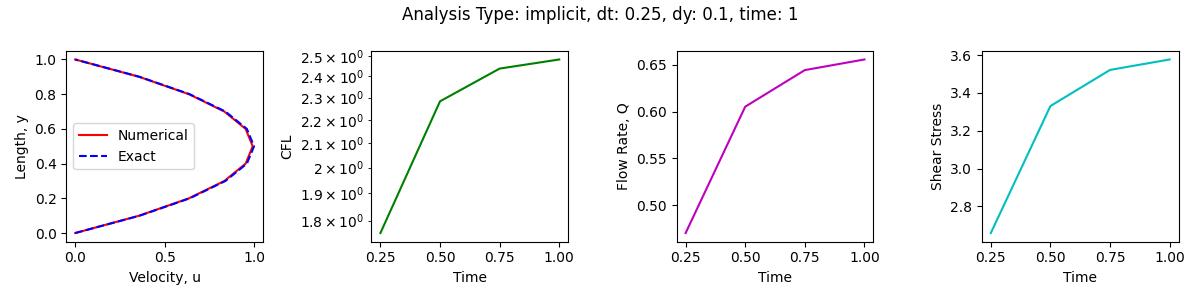 Analysis Type: implicit, dt: 0.25, dy: 0.1, time: 1
Length, y
1.0
0.8
0.6
0.4
0.2
0.0
Numerical
Exact
0.0 0.5 1.0
Velocity, u
CFL
2.5 × 10⁰
2.4 × 10⁰
2.3 × 10⁰
2.2 × 10⁰
2.1 × 10⁰
2 × 10⁰
1.9 × 10⁰
1.8 × 10⁰
0.25 0.50 0.75 1.00
Time
Flow Rate, Q
0.65
0.60
0.55
0.50
0.25 0.50 0.75 1.00
Time
Shear Stress
3.6
3.4
3.2
3.0
2.8
0.25 0.50 0.75 1.00
Time